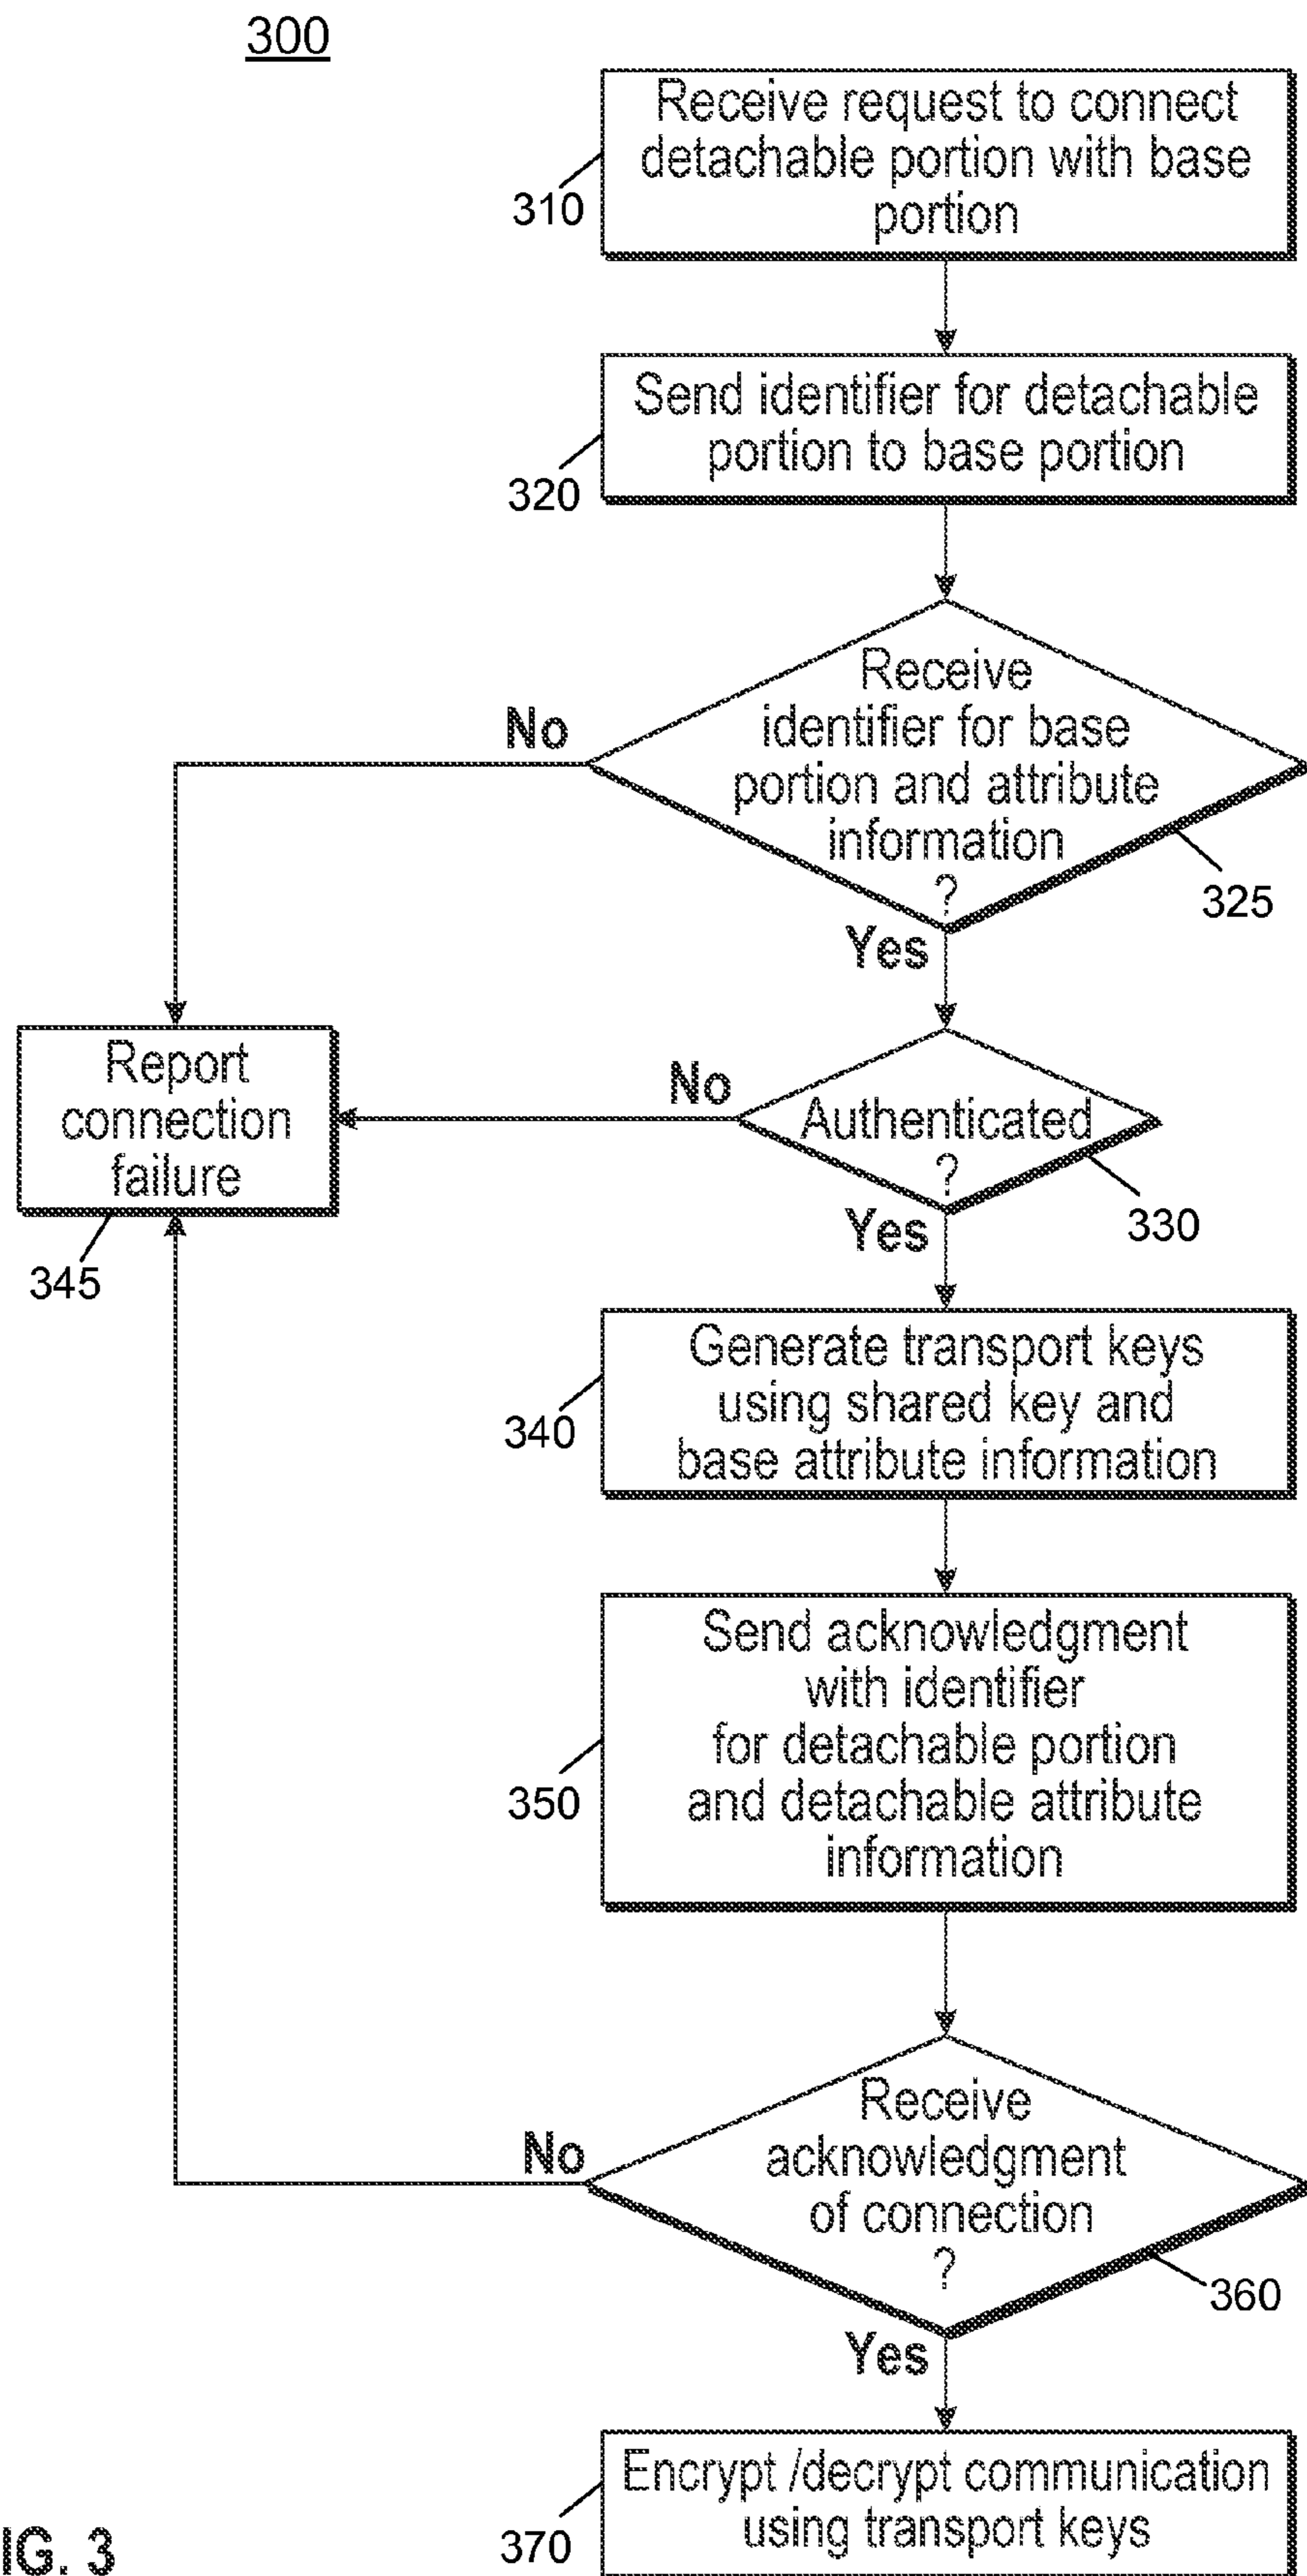 300
Receive request to connect
detachable portion with base
portion
310
Send identifier for detachable
portion to base portion
320
Receive
identifier for base
portion and attribute
information
?
No
325
Yes
Report
connection
failure
345
No
Authenticated
?
330
Yes
Generate transport keys
using shared key and
base attribute information
340
Send acknowledgment
with identifier
for detachable portion
and detachable attribute
information
350
Receive
acknowledgment
of connection
?
No
360
Yes
Encrypt /decrypt communication
using transport keys
370
IG. 3